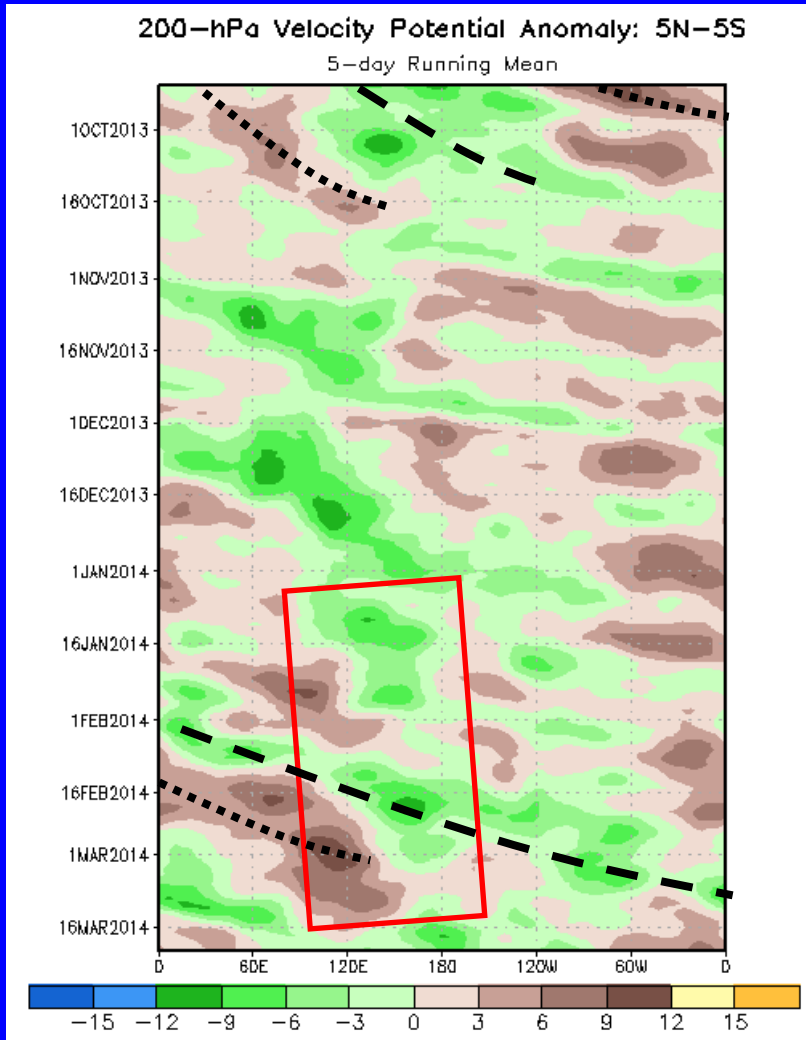 200-hPa Velocity Potential Anomaly: 5N-5S
5-day Running Mean
1OCT2013
16OCT2013
1NOV2013
16NOV2013
1DEC2013
16DEC2013
1JAN2014
16JAN2014
1FEB2014
16FEB2014
1MAR2014
16MAR2014
0 60E 120E 180 120W 60W 0
-15 -12 -9 -6 -3 0 3 6 9 12 15